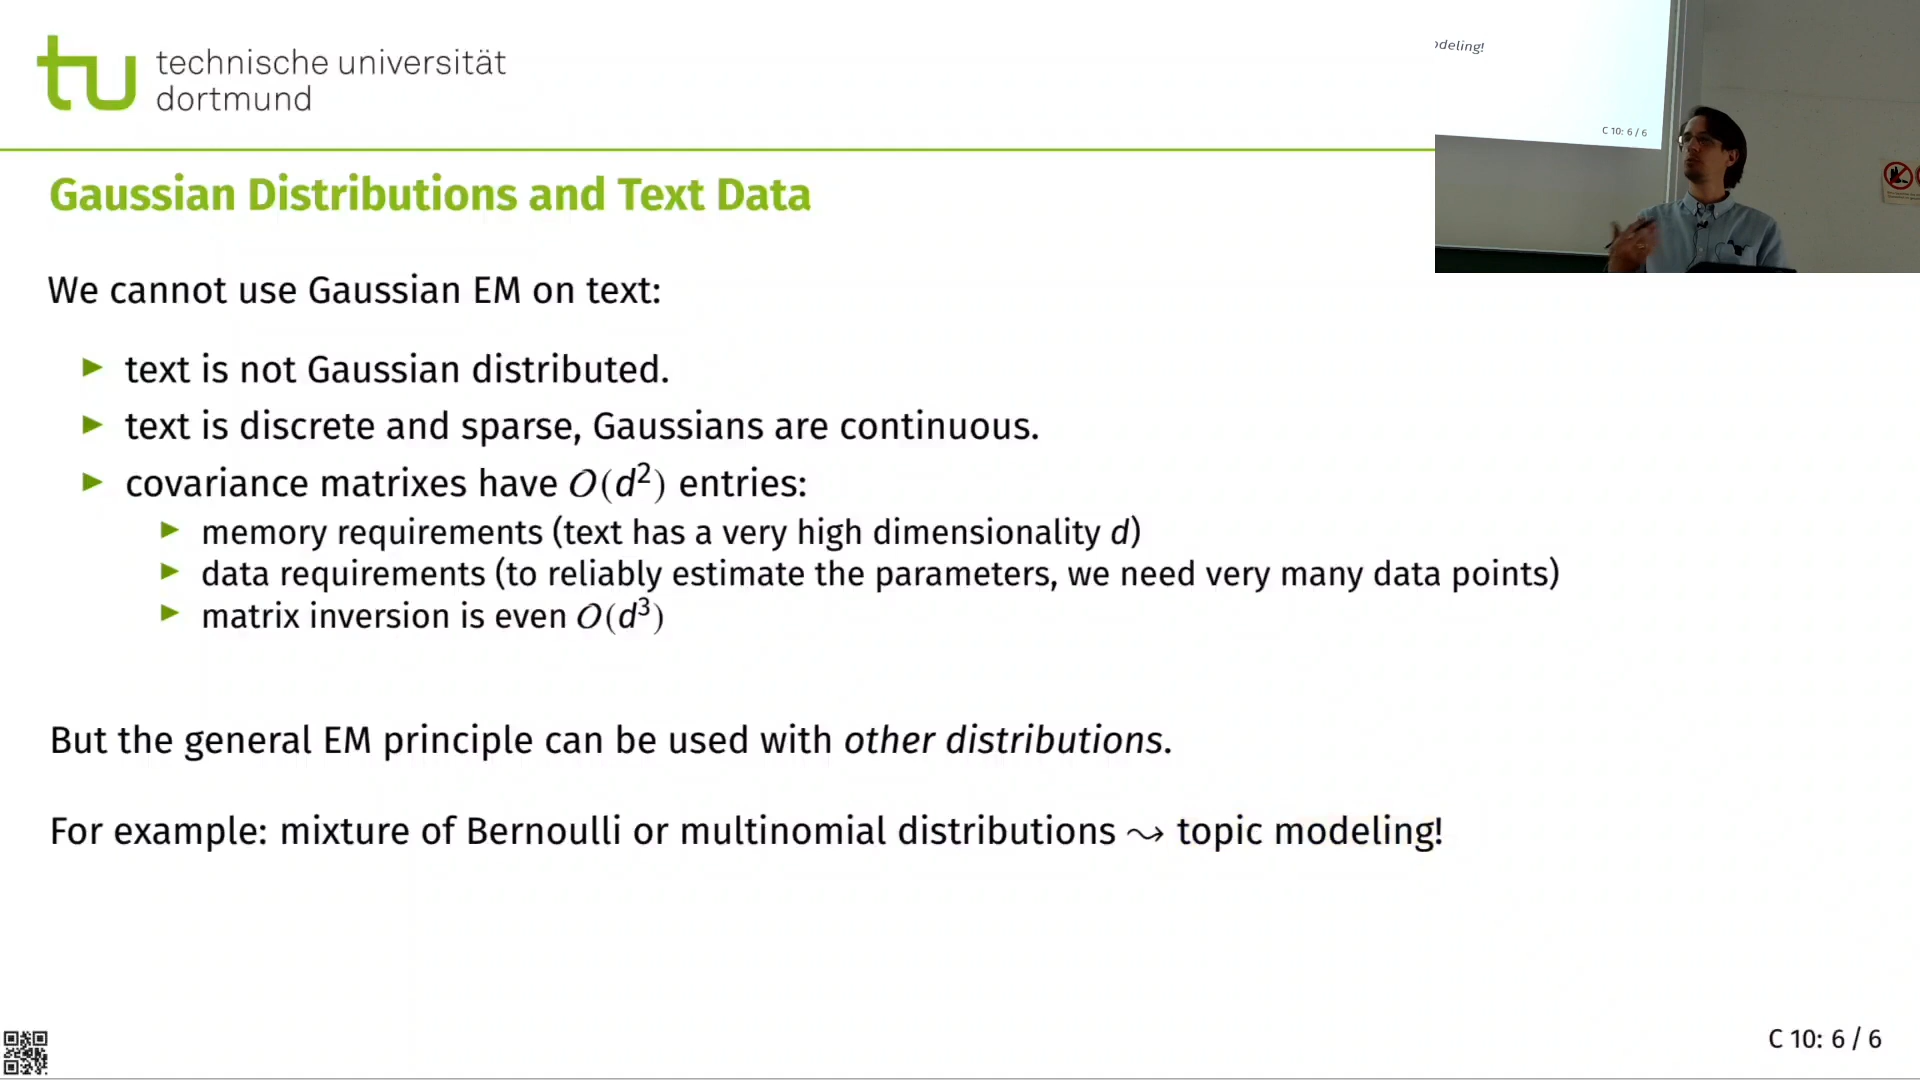 technische universität
dortmund
Gaussian Distributions and Text Data
We cannot use Gaussian EM on text:
text is not Gaussian distributed.
text is discrete and sparse, Gaussians are continuous.
covariance matrixes have O(d²) entries:
memory requirements (text has a very high dimensionality d)
data requirements (to reliably estimate the parameters, we need very many data points)
matrix inversion is even O(d³)
But the general EM principle can be used with other distributions.
For example: mixture of Bernoulli or multinomial distributions ⇝ topic modeling!
C 10: 6 / 6
deling!
C 10: 6 / 6